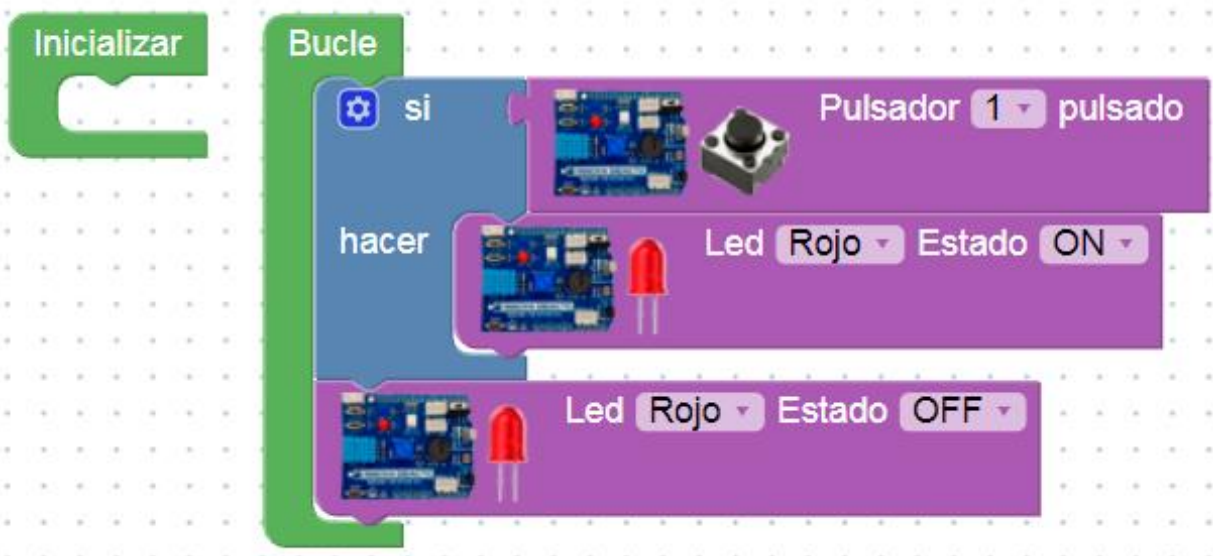 Inicializar
Bucle
si
Pulsador 1 pulsado
hacer
Led Rojo Estado ON
Led Rojo Estado OFF